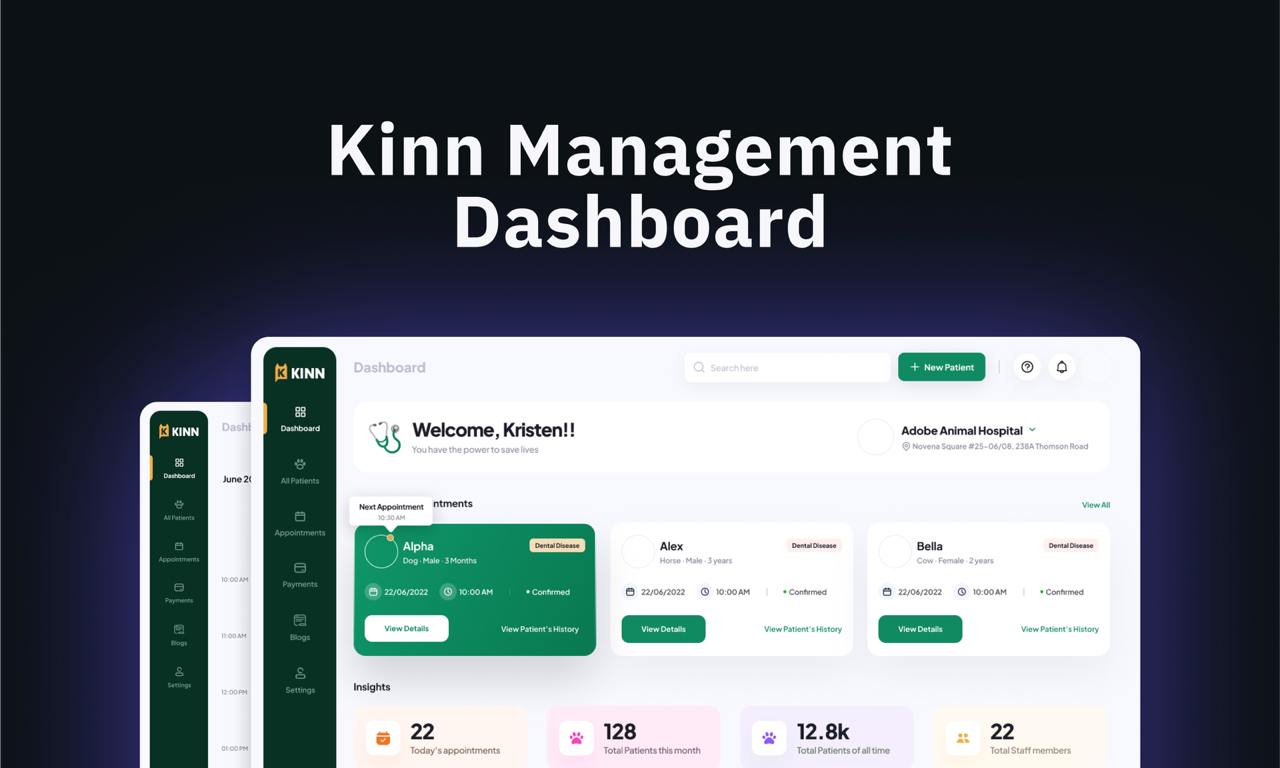 Kinn Management
Dashboard
KINN
Dashboard
Search here
New Patient
Dashboard
All Patients
Appointments
Payments
Blogs
Settings
Welcome, Kristen!!
You have the power to save lives
Adobe Animal Hospital
Novena Square #25-06/08, 238A Thomson Road
Next Appointment
10:30 AM
View All
Alpha
Dog · Male · 3 Months
Dental Disease
22/06/2022
10:00 AM
• Confirmed
View Details
View Patient's History
Alex
Horse · Male · 3 years
Dental Disease
22/06/2022
10:00 AM
• Confirmed
View Details
View Patient's History
Bella
Cow · Female · 2 years
Dental Disease
22/06/2022
10:00 AM
• Confirmed
View Details
View Patient's History
Insights
22
Today's appointments
128
Total Patients this month
12.8k
Total Patients of all time
22
Total Staff members
KINN
Dashboard
All Patients
Appointments
Payments
Blogs
Settings
10:00 AM
11:00 AM
12:00 PM
01:00 PM